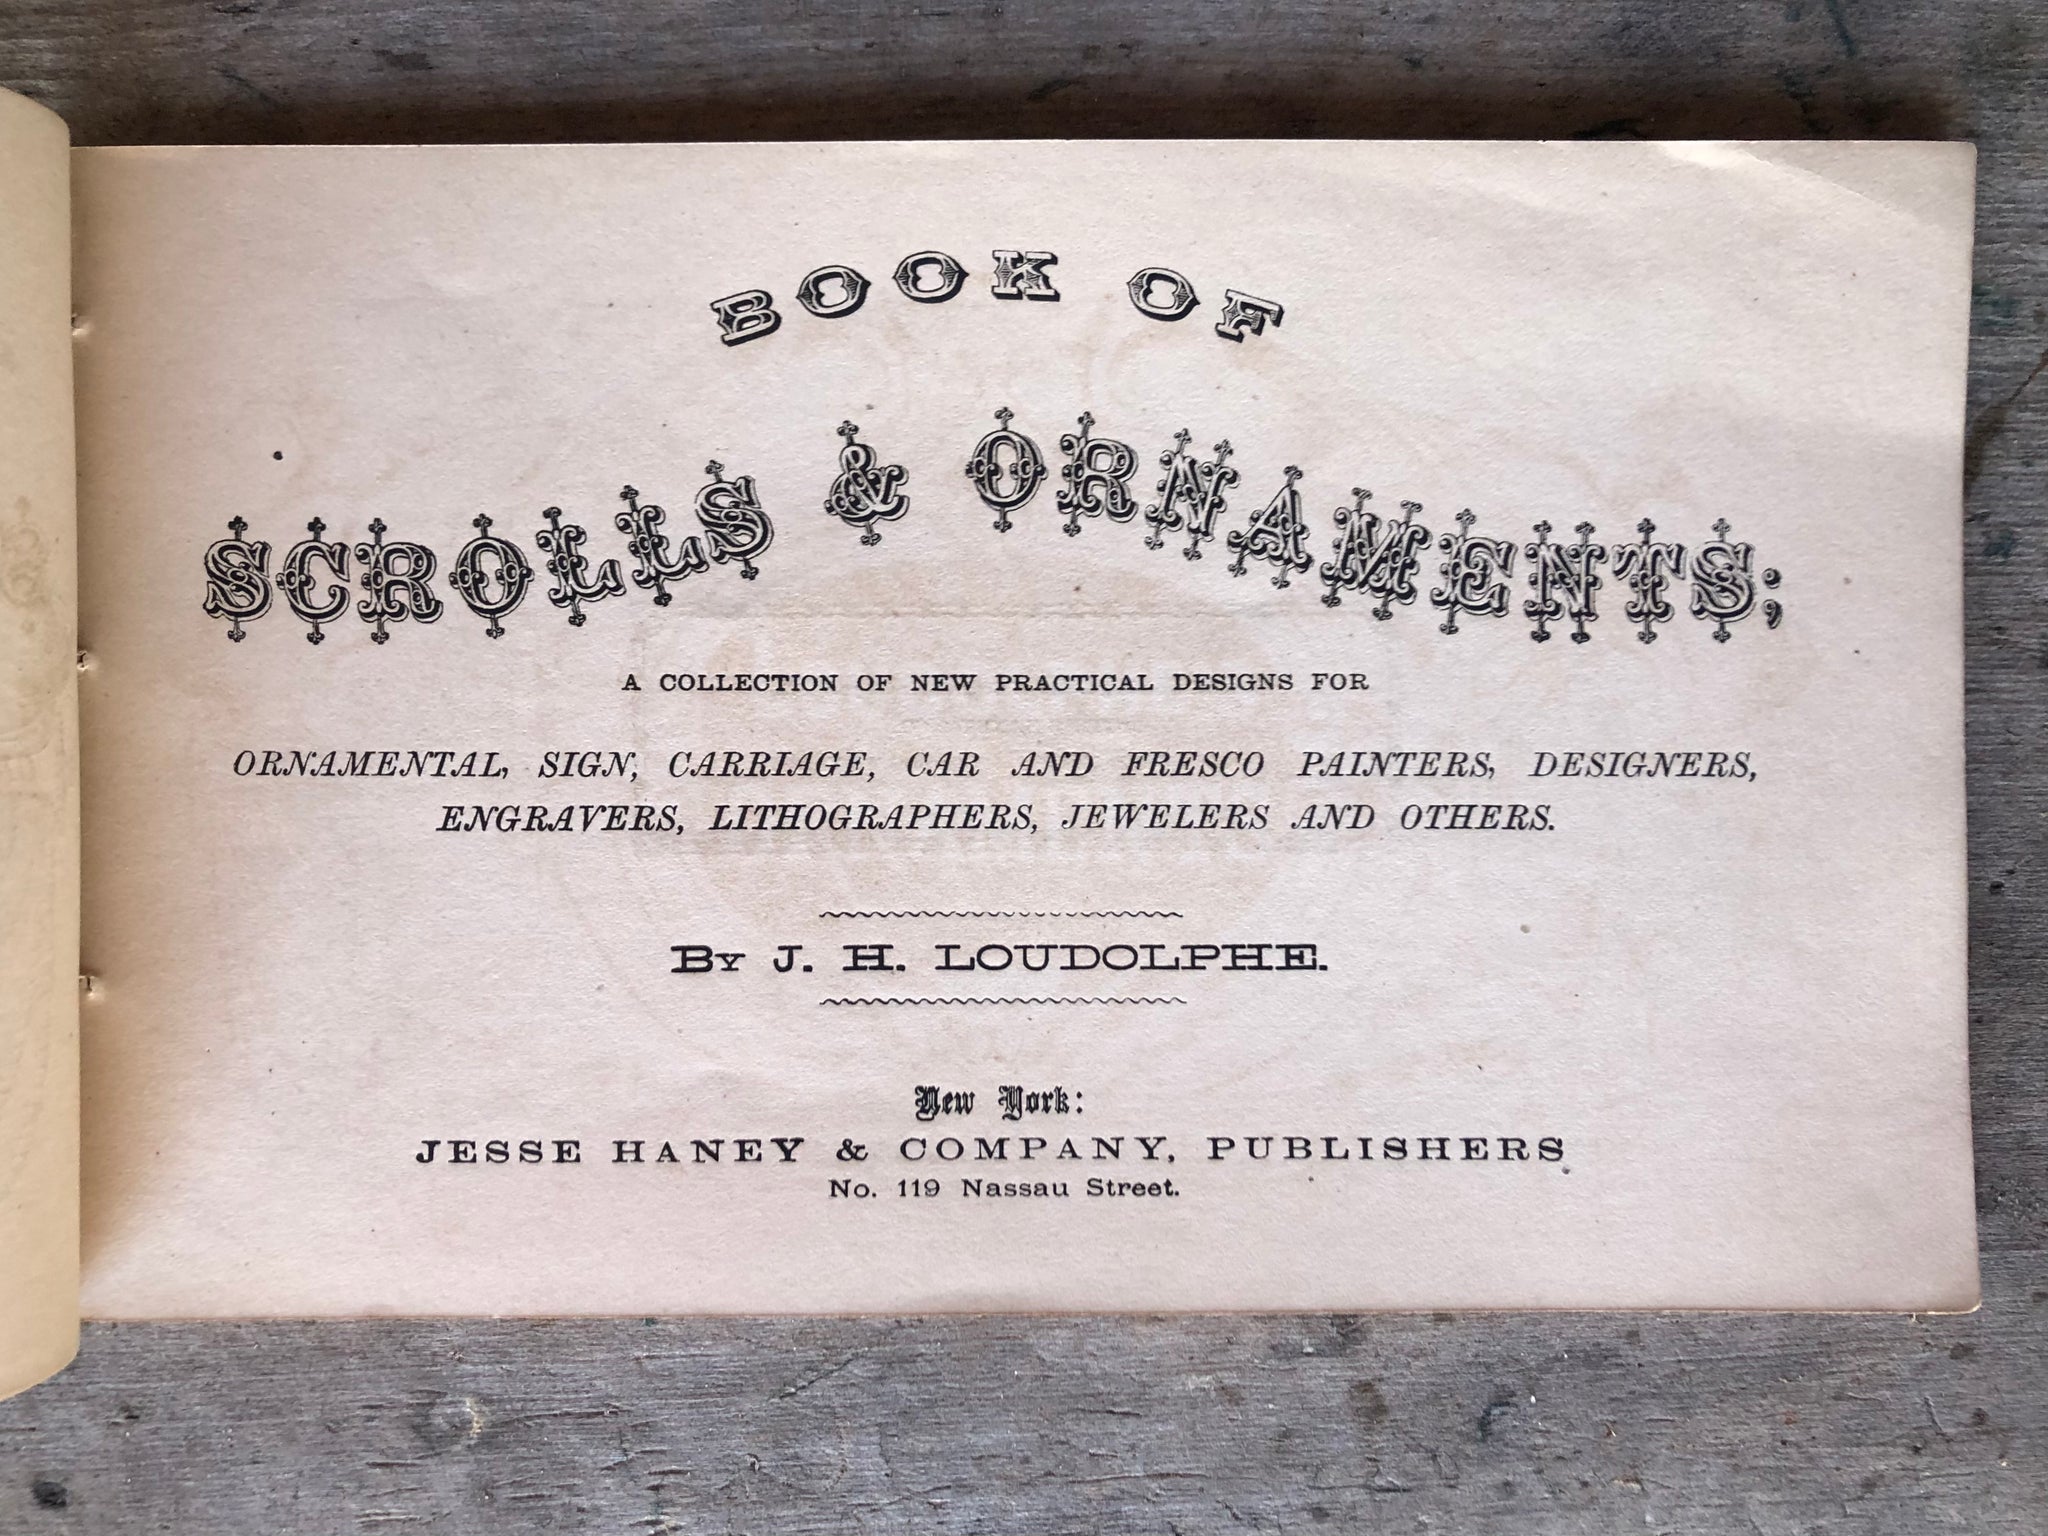 BOOK OF
SCROLLS & ORNAMENTS;
A COLLECTION OF NEW PRACTICAL DESIGNS FOR
ORNAMENTAL, SIGN, CARRIAGE, CAR AND FRESCO PAINTERS, DESIGNERS,
ENGRAVERS, LITHOGRAPHERS, JEWELERS AND OTHERS.
By J. H. LOUDOLPHE.
New York:
JESSE HANEY & COMPANY, PUBLISHERS
No. 119 Nassau Street.